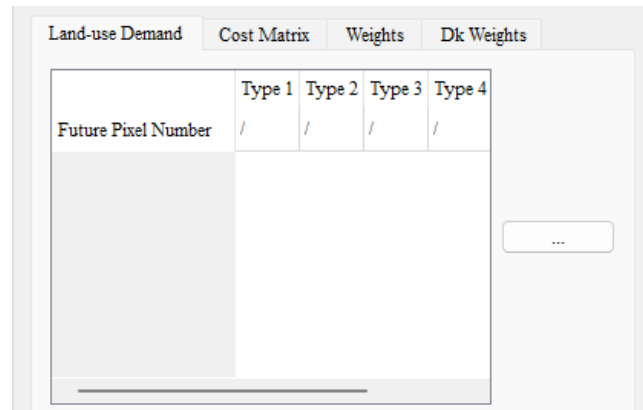 Land-use Demand Cost Matrix Weights Dk Weights
Type 1 Type 2 Type 3 Type 4
Future Pixel Number / / / /
...